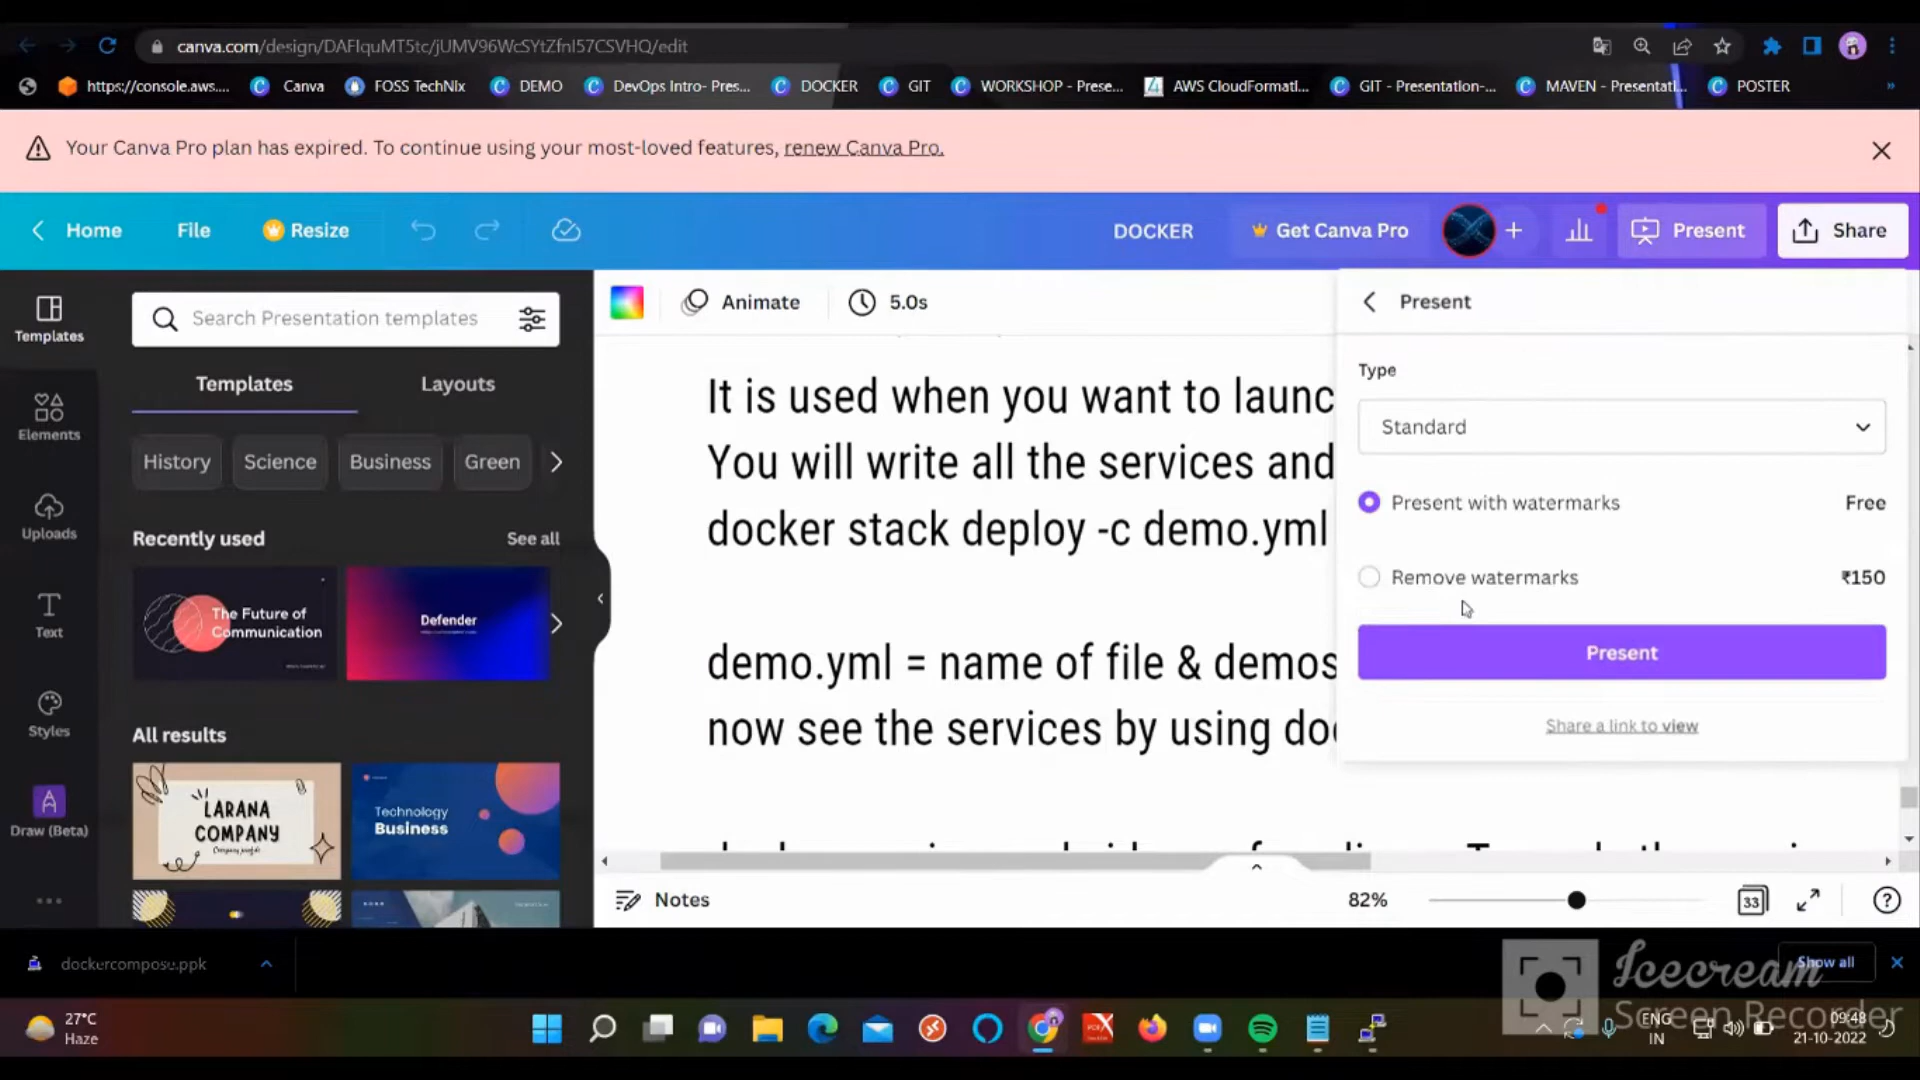 canva.com/design/DAFIquMT5tc/jUMV96WcSYtZfnI57CSVHQ/edit
https://console.aws.... Canva FOSS TechNIx DEMO DevOps Intro- Pres... DOCKER GIT WORKSHOP - Prese... AWS CloudFormati... GIT - Presentation-... MAVEN - Presentati... POSTER »
Your Canva Pro plan has expired. To continue using your most-loved features, renew Canva Pro.
Home File Resize DOCKER Get Canva Pro + Present Share
Templates
Search Presentation templates
Animate 5.0s
Present
Templates Layouts
Type
Standard
Elements
History Science Business Green
It is used when you want to launc
You will write all the services and
docker stack deploy -c demo.yml
Present with watermarks Free
Remove watermarks ₹150
Present
Share a link to view
Uploads
Recently used See all
The Future of
Communication
Defender
Text
demo.yml = name of file & demos
now see the services by using doc
Styles
All results
LARANA
COMPANY
Technology
Business
Draw (Beta)
Notes 82% 33
dockercompose.ppk
Show all
Icecream
Screen Recorder
27°C
Haze
ENG
IN
09:48
21-10-2022